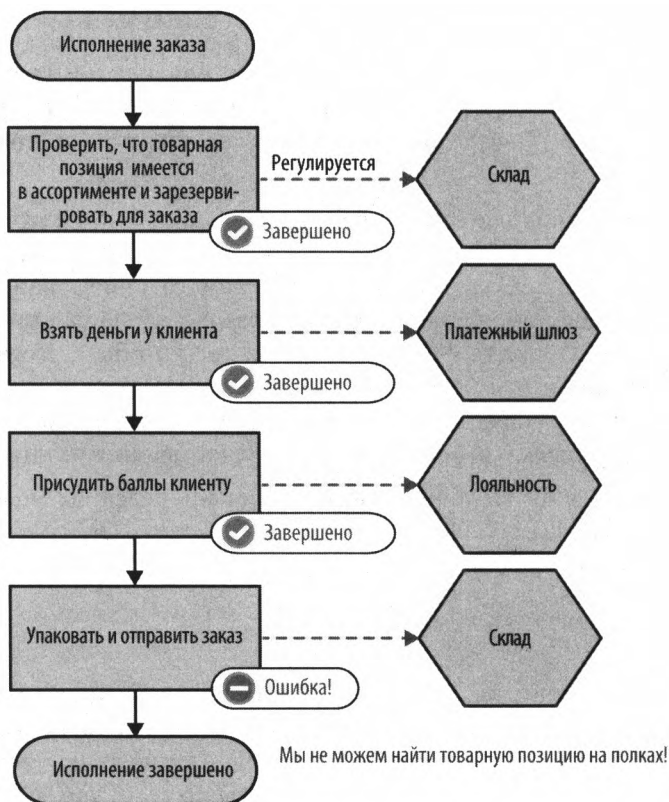 Исполнение заказа
Проверить, что товарная
позиция имеется
в ассортименте и зарезерви-
ровать для заказа
Регулируется
Склад
Завершено
Взять деньги у клиента
Платежный шлюз
Завершено
Присудить баллы клиенту
Лояльность
Завершено
Упаковать и отправить заказ
Склад
Ошибка!
Исполнение завершено
Мы не можем найти товарную позицию на полках!